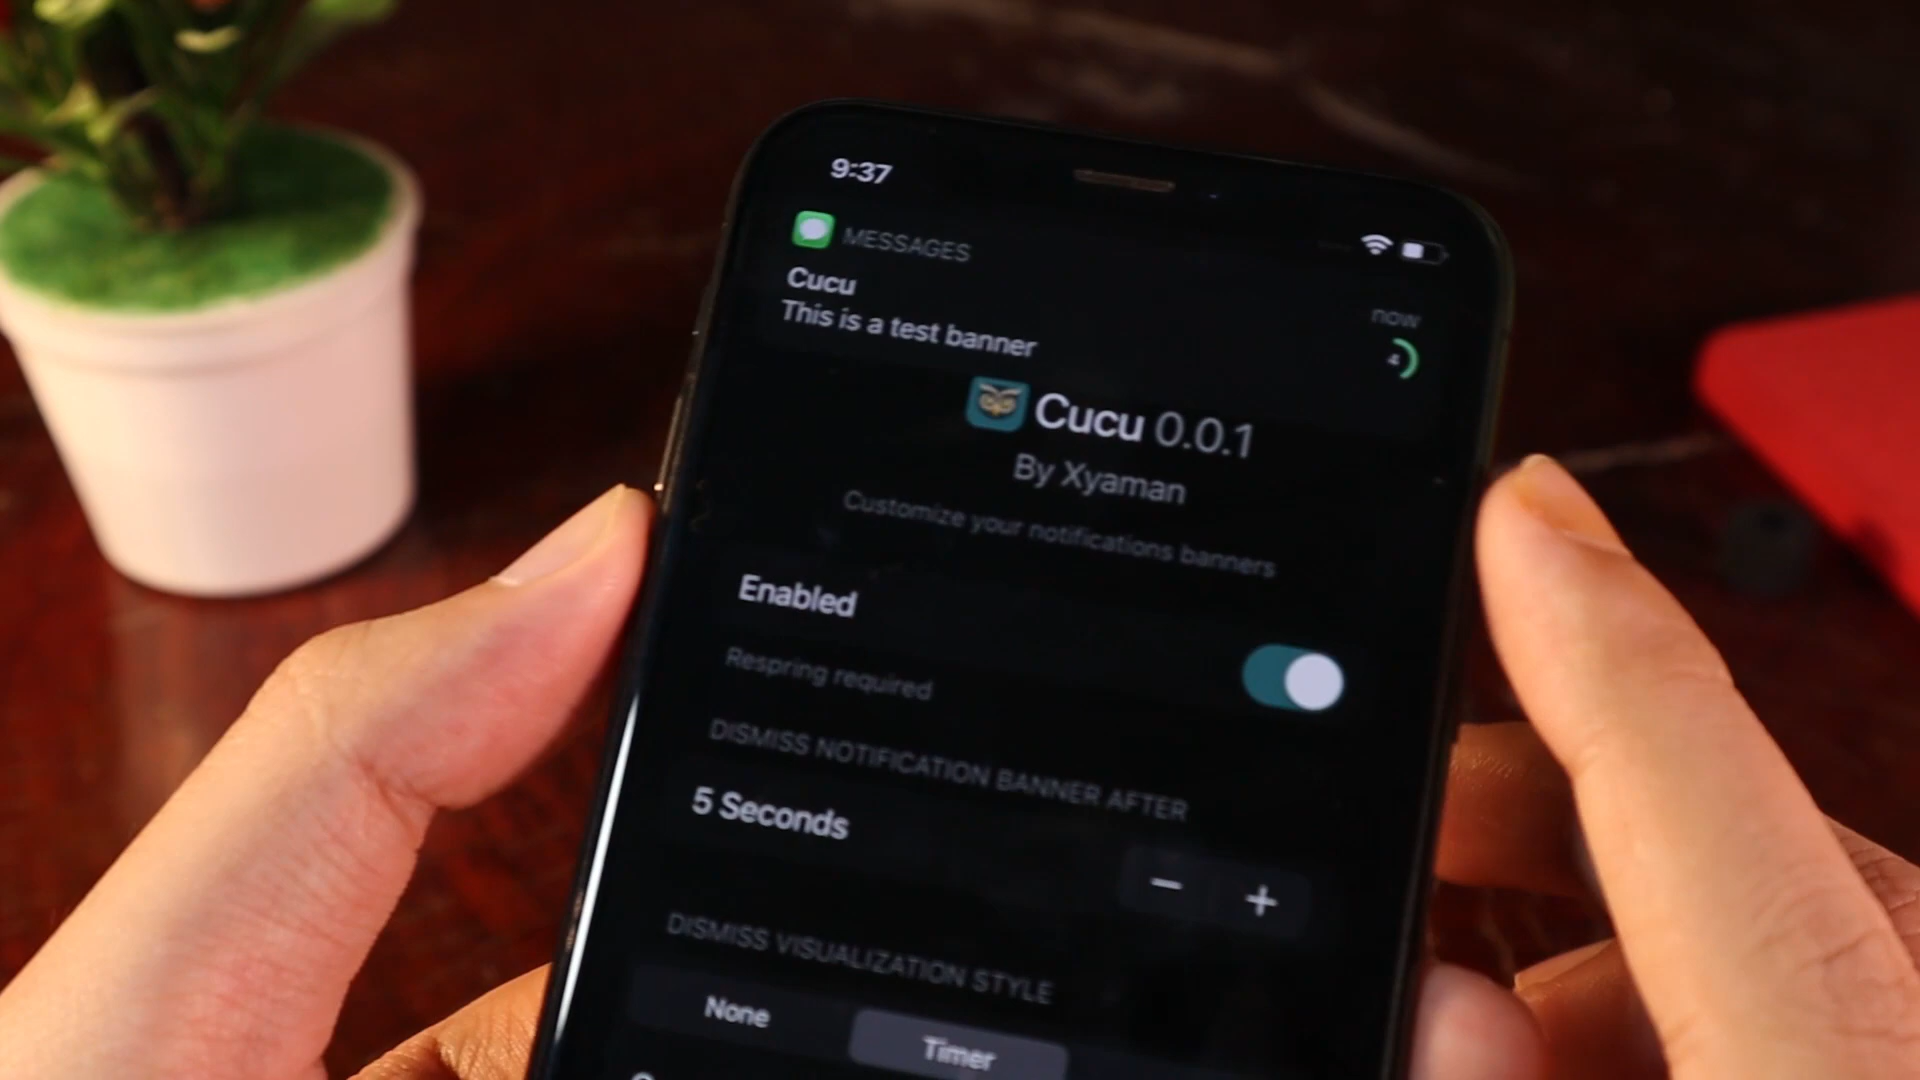 9:37
MESSAGES
Cucu
This is a test banner
now
4
Cucu 0.0.1
By Xyaman
Customize your notifications banners
Enabled
Respring required
DISMISS NOTIFICATION BANNER AFTER
5 Seconds
− +
DISMISS VISUALIZATION STYLE
None
Timer